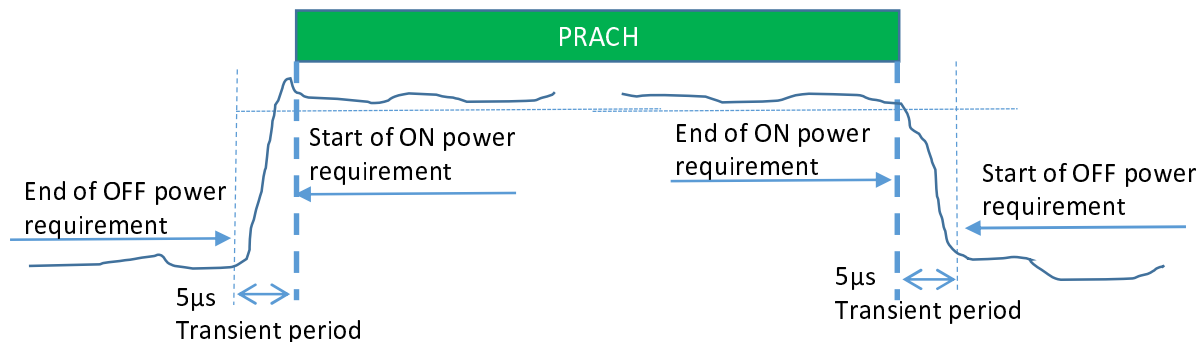 PRACH
Start of ON power
requirement
End of ON power
requirement
End of OFF power
requirement
Start of OFF power
requirement
5µs
Transient period
5µs
Transient period